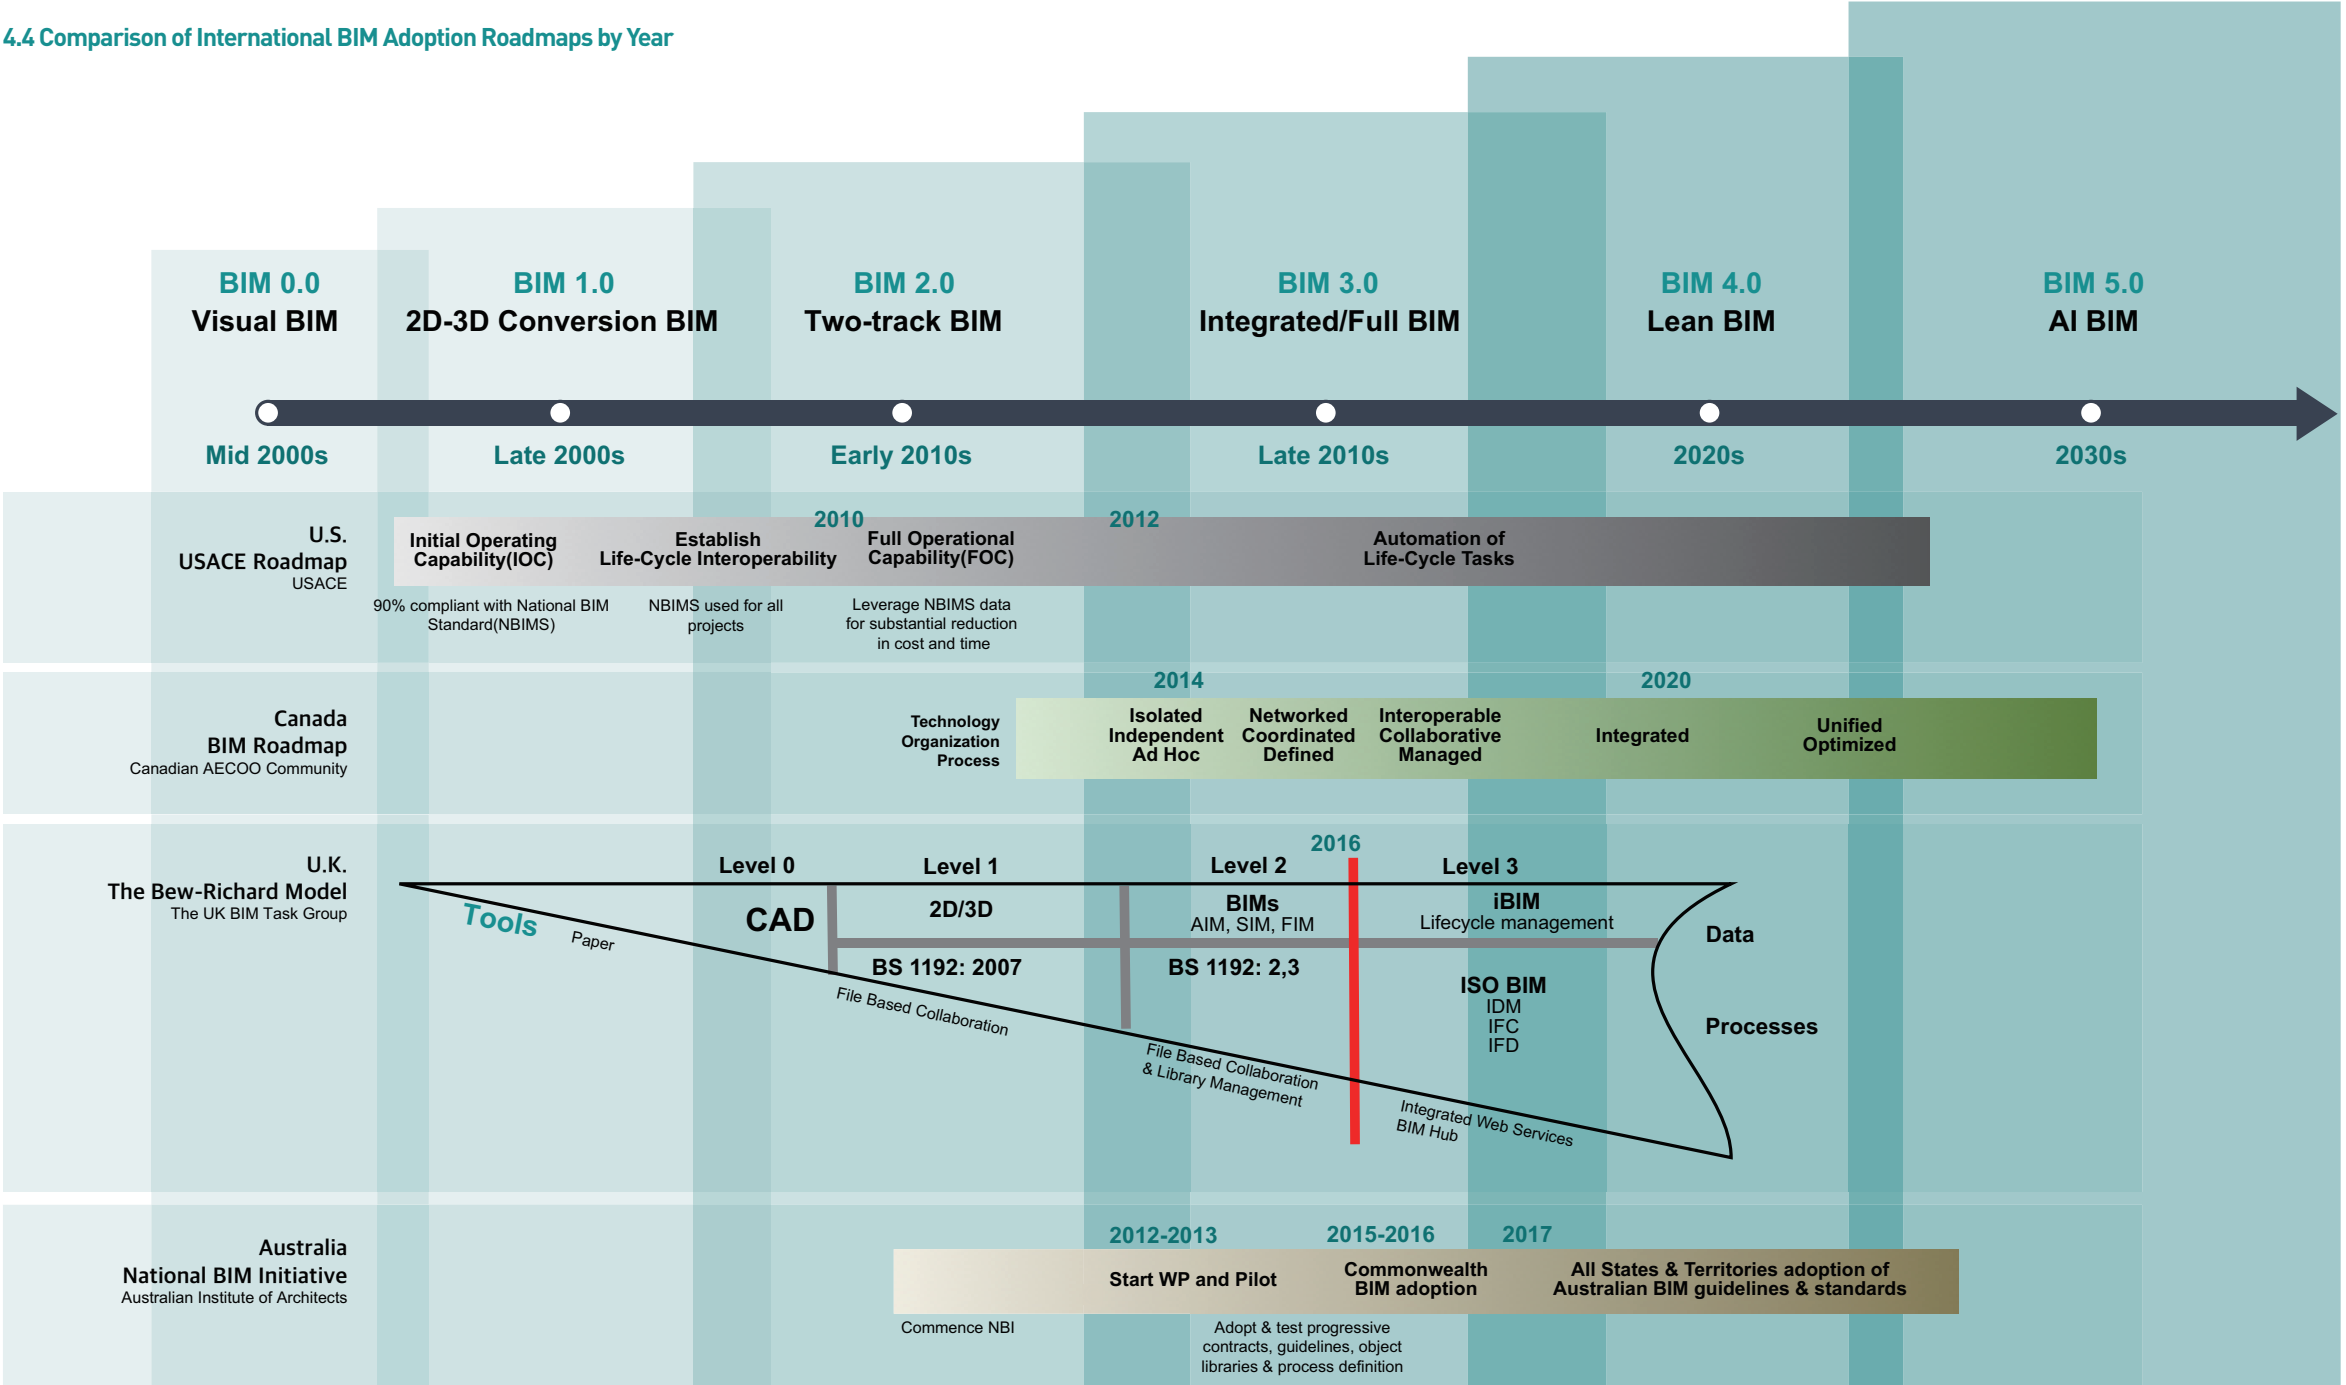 4.4 Comparison of International BIM Adoption Roadmaps by Year
BIM 0.0
Visual BIM
BIM 1.0
2D-3D Conversion BIM
BIM 2.0
Two-track BIM
BIM 3.0
Integrated/Full BIM
BIM 4.0
Lean BIM
BIM 5.0
AI BIM
Mid 2000s
Late 2000s
Early 2010s
Late 2010s
2020s
2030s
U.S.
USACE Roadmap
USACE
2010
2012
Initial Operating
Capability(IOC)
Establish
Life-Cycle Interoperability
Full Operational
Capability(FOC)
Automation of
Life-Cycle Tasks
90% compliant with National BIM
Standard(NBIMS)
NBIMS used for all
projects
Leverage NBIMS data
for substantial reduction
in cost and time
Canada
BIM Roadmap
Canadian AECOO Community
2014
2020
Technology
Organization
Process
Isolated
Independent
Ad Hoc
Networked
Coordinated
Defined
Interoperable
Collaborative
Managed
Integrated
Unified
Optimized
U.K.
The Bew-Richard Model
The UK BIM Task Group
2016
Level 0
Level 1
Level 2
Level 3
Tools
Paper
CAD
2D/3D
BIMs
AIM, SIM, FIM
iBIM
Lifecycle management
Data
BS 1192: 2007
BS 1192: 2,3
ISO BIM
IDM
IFC
IFD
Processes
File Based Collaboration
File Based Collaboration
& Library Management
Integrated Web Services
BIM Hub
Australia
National BIM Initiative
Australian Institute of Architects
2012-2013
2015-2016
2017
Start WP and Pilot
Commonwealth
BIM adoption
All States & Territories adoption of
Australian BIM guidelines & standards
Commence NBI
Adopt & test progressive
contracts, guidelines, object
libraries & process definition